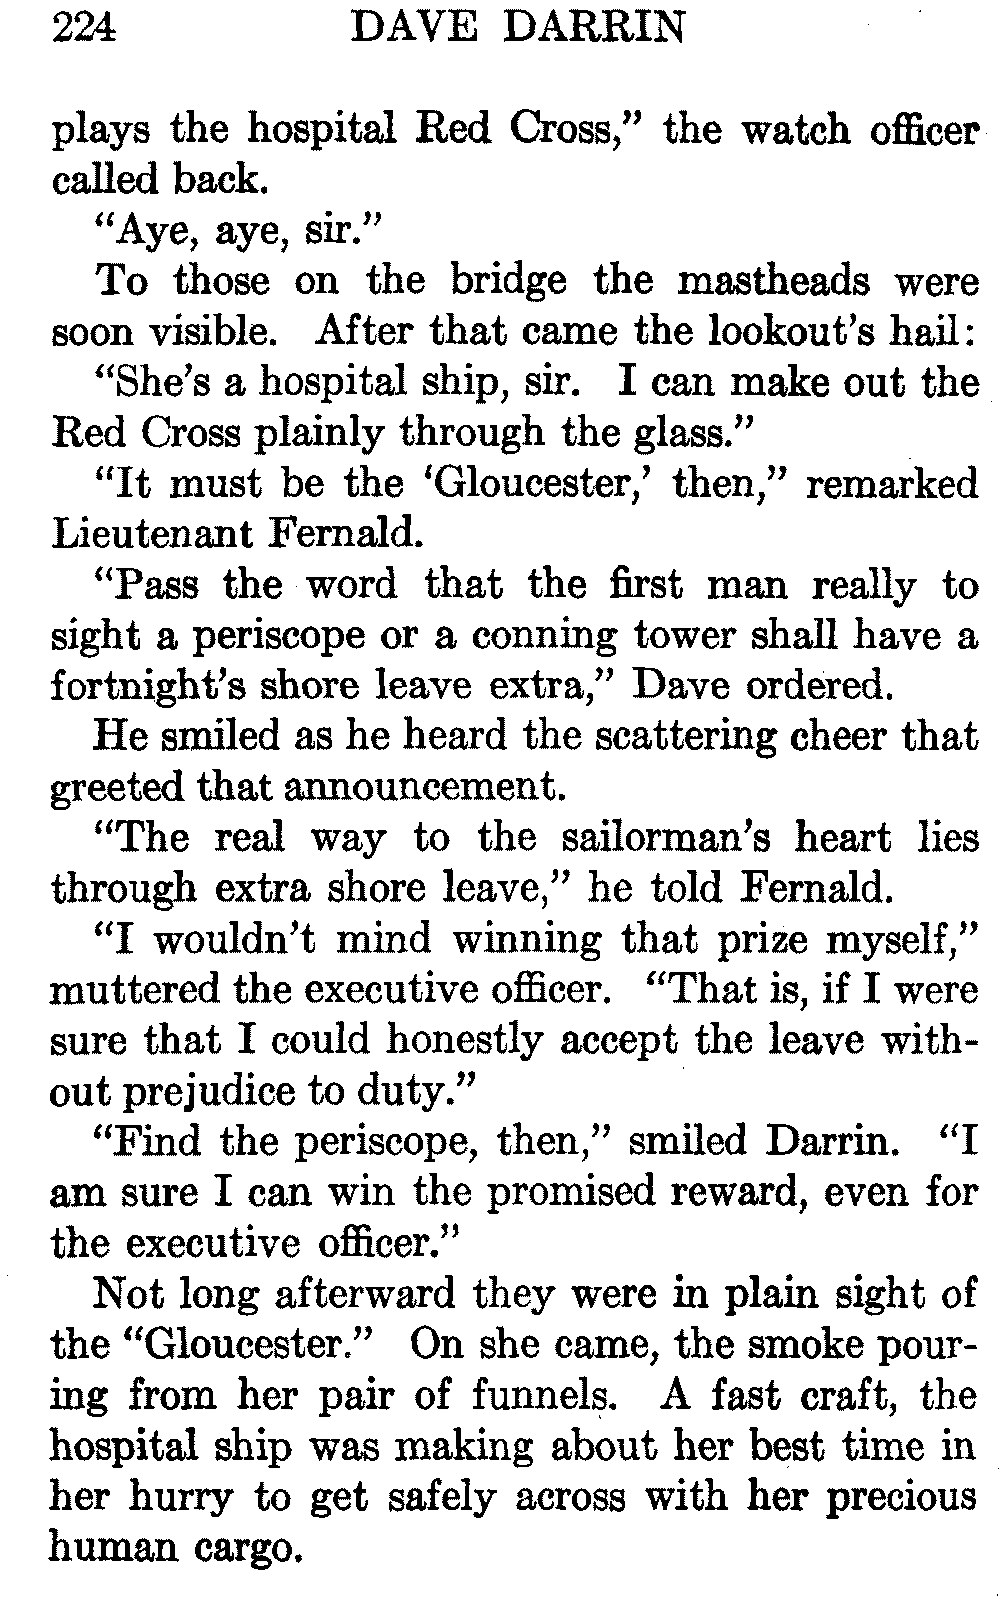 224 DAVE DARRIN
plays the hospital Red Cross,” the watch officer
called back.
“Aye, aye, sir.”
To those on the bridge the mastheads were
soon visible. After that came the lookout’s hail:
“She’s a hospital ship, sir. I can make out the
Red Cross plainly through the glass.”
“It must be the ‘Gloucester,’ then,” remarked
Lieutenant Fernald.
“Pass the word that the first man really to
sight a periscope or a conning tower shall have a
fortnight’s shore leave extra,” Dave ordered.
He smiled as he heard the scattering cheer that
greeted that announcement.
“The real way to the sailorman’s heart lies
through extra shore leave,” he told Fernald.
“I wouldn’t mind winning that prize myself,”
muttered the executive officer. “That is, if I were
sure that I could honestly accept the leave with-
out prejudice to duty.”
“Find the periscope, then,” smiled Darrin. “I
am sure I can win the promised reward, even for
the executive officer.”
Not long afterward they were in plain sight of
the “Gloucester.” On she came, the smoke pour-
ing from her pair of funnels. A fast craft, the
hospital ship was making about her best time in
her hurry to get safely across with her precious
human cargo.